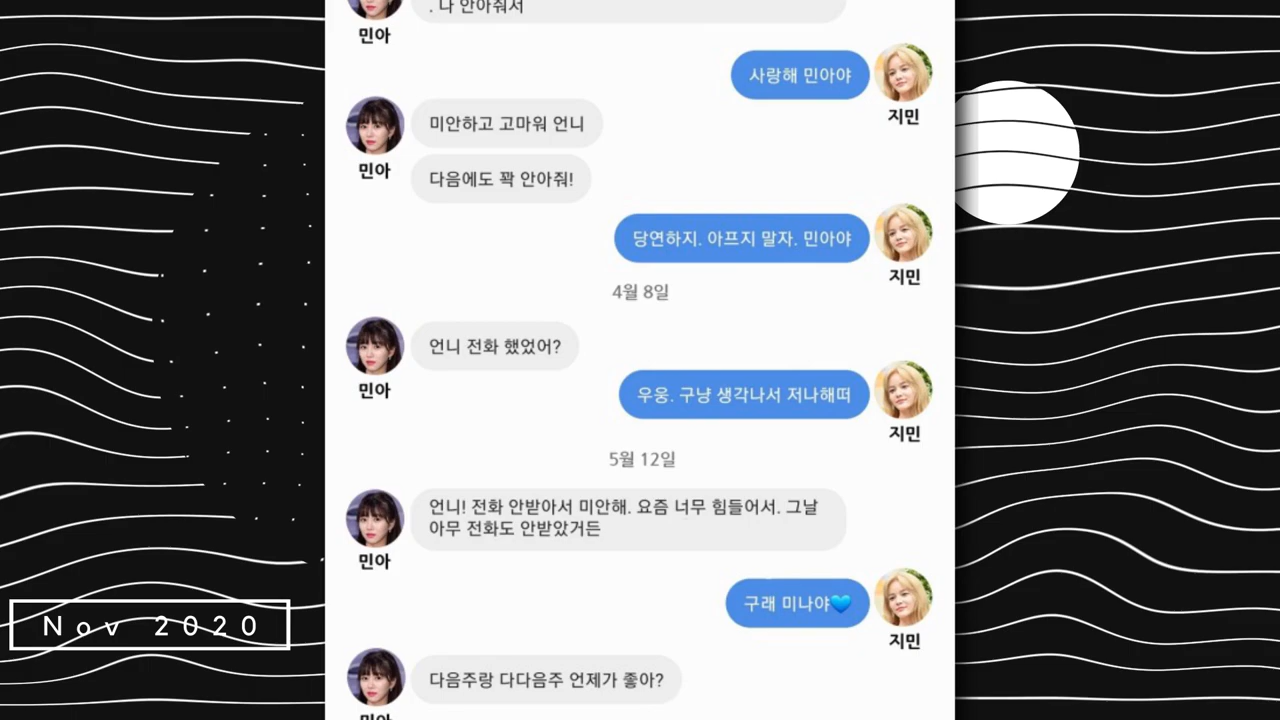 . 나 안아줘서
민아
사랑해 민아야
지민
미안하고 고마워 언니
민아
다음에도 꽉 안아줘!
당연하지. 아프지 말자. 민아야
지민
4월 8일
언니 전화 했었어?
민아
우웅. 구냥 생각나서 저나해떠
지민
5월 12일
언니! 전화 안받아서 미안해. 요즘 너무 힘들어서. 그날
아무 전화도 안받았거든
민아
구래 미나야💙
지민
Nov 2020
다음주랑 다다음주 언제가 좋아?
민아